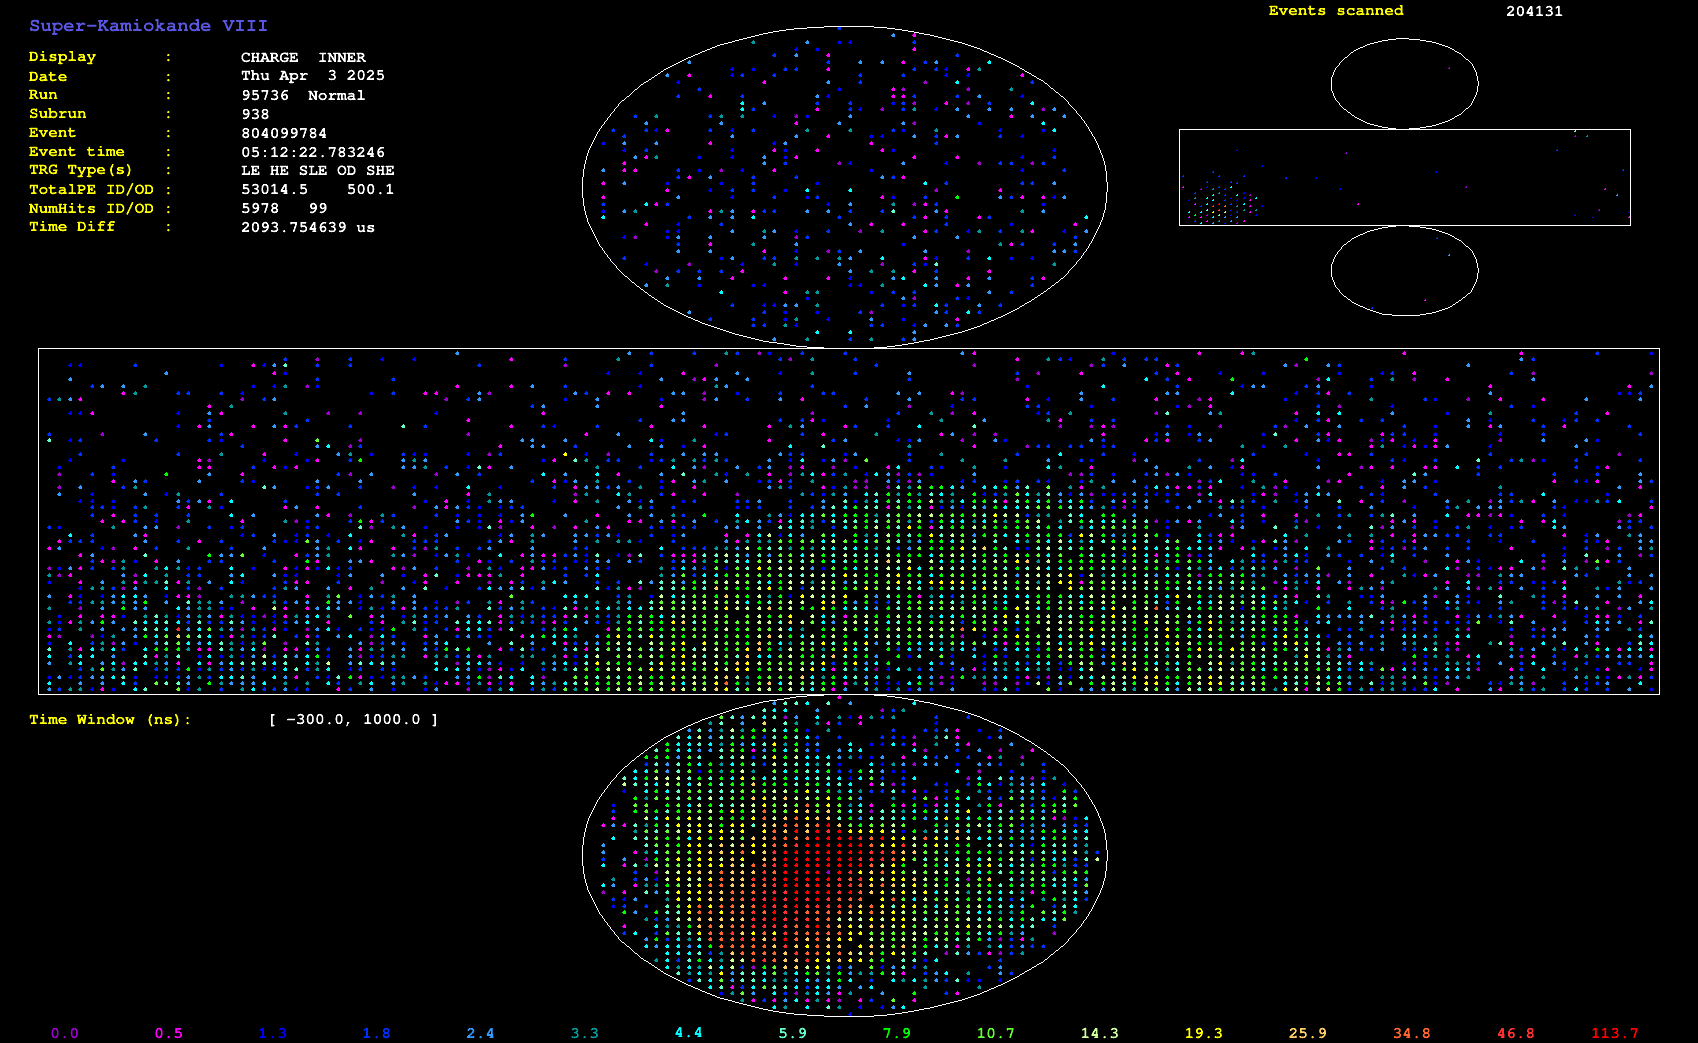 Super-Kamiokande VIII
Events scanned 204131
Display : CHARGE INNER
Date : Thu Apr 3 2025
Run : 95736 Normal
Subrun : 938
Event : 804099784
Event time : 05:12:22.783246
TRG Type(s) : LE HE SLE OD SHE
TotalPE ID/OD : 53014.5 500.1
NumHits ID/OD : 5978 99
Time Diff : 2093.754639 us
Time Window (ns): [ -300.0, 1000.0 ]
0.0 0.5 1.3 1.8 2.4 3.3 4.4 5.9 7.9 10.7 14.3 19.3 25.9 34.8 46.8 113.7